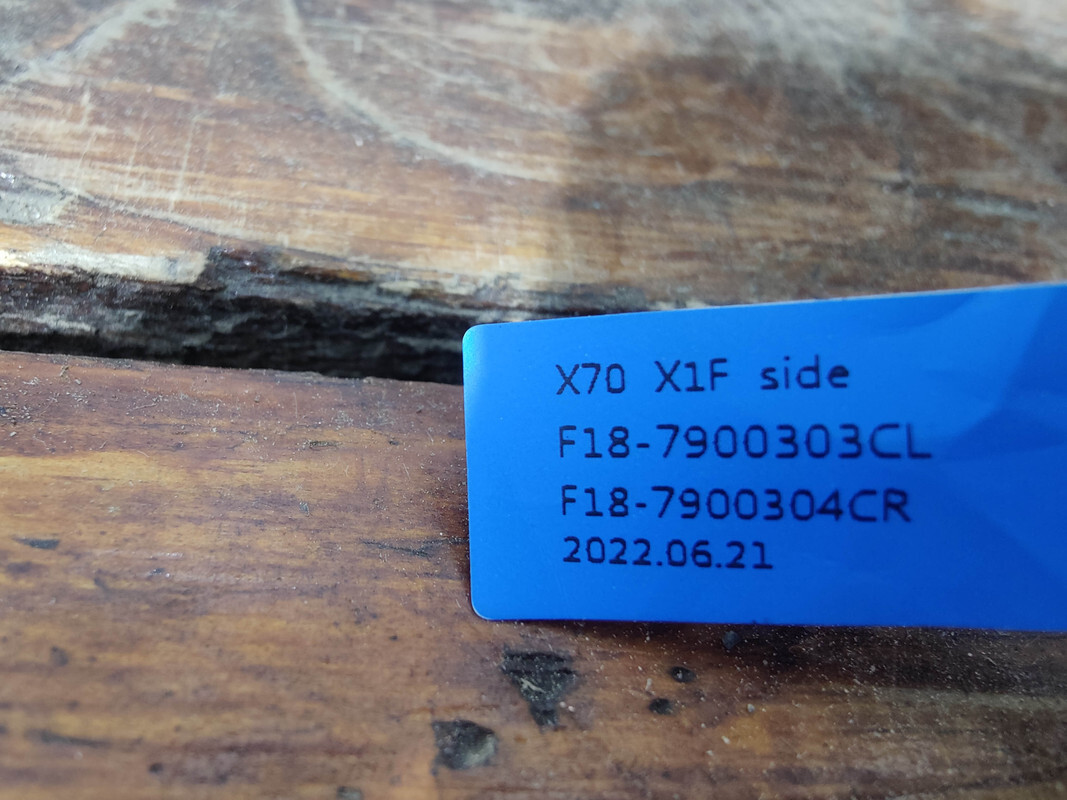 X70 X1F side
F18-7900303CL
F18-7900304CR
2022.06.21